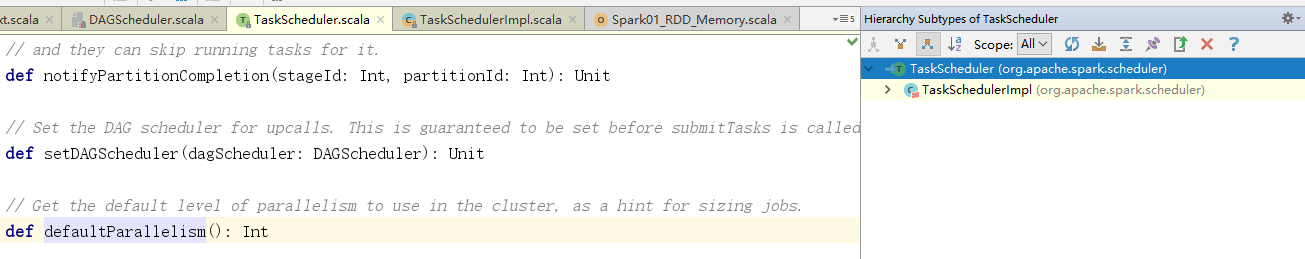 xt.scala
DAGScheduler.scala
TaskScheduler.scala
TaskSchedulerImpl.scala
Spark01_RDD_Memory.scala
5
Hierarchy Subtypes of TaskScheduler
Scope: All
TaskScheduler (org.apache.spark.scheduler)
TaskSchedulerImpl (org.apache.spark.scheduler)
// and they can skip running tasks for it.
def notifyPartitionCompletion(stageId: Int, partitionId: Int): Unit
// Set the DAG scheduler for upcalls. This is guaranteed to be set before submitTasks is called
def setDAGScheduler(dagScheduler: DAGScheduler): Unit
// Get the default level of parallelism to use in the cluster, as a hint for sizing jobs.
def defaultParallelism(): Int